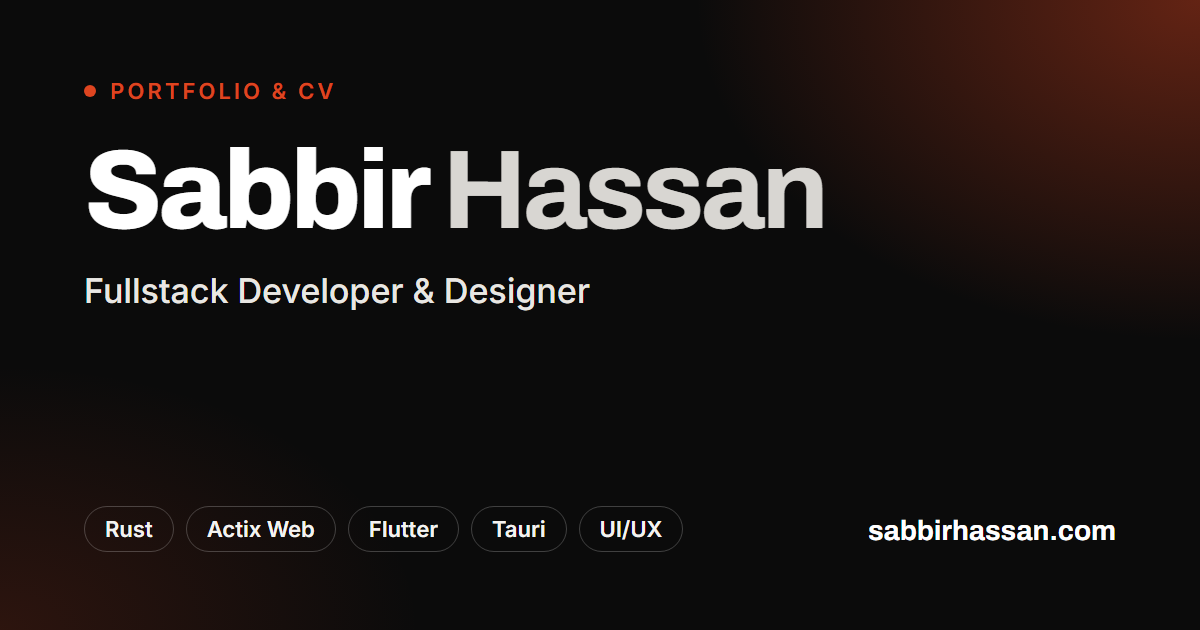 PORTFOLIO & CV
Sabbir Hassan
Fullstack Developer & Designer
Rust Actix Web Flutter Tauri UI/UX sabbirhassan.com